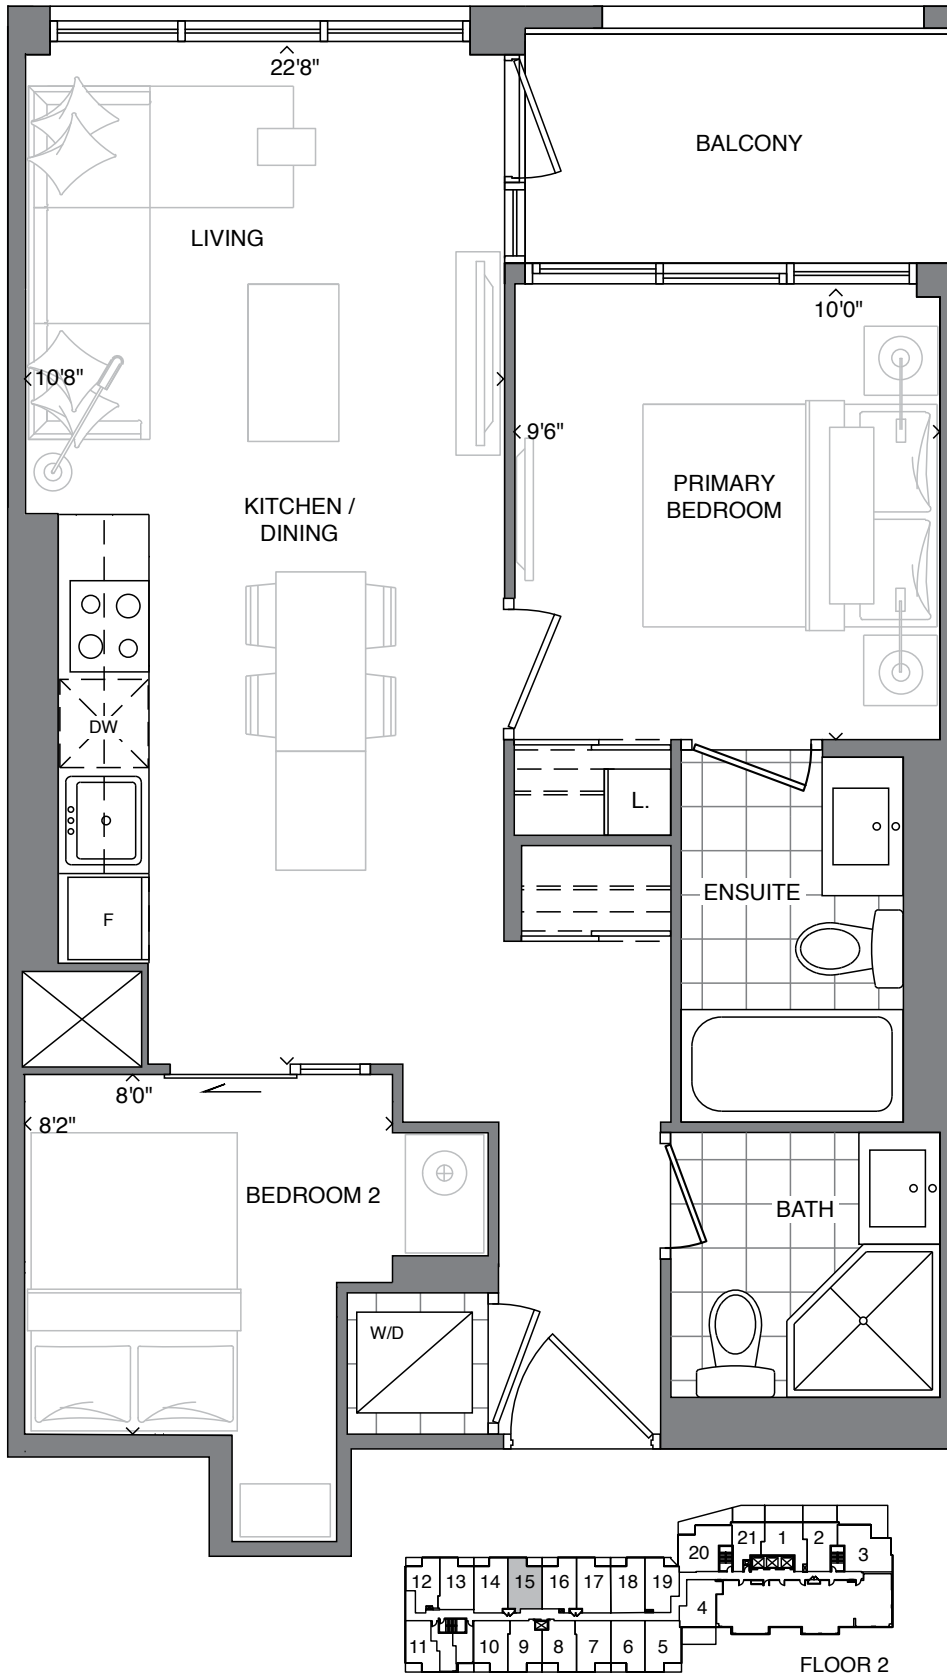 22'8"
BALCONY
LIVING
10'0"
10'8"
9'6"
PRIMARY
BEDROOM
KITCHEN /
DINING
DW
L.
ENSUITE
F
8'0"
8'2"
BEDROOM 2
BATH
W/D
20 21 1 2 3
12 13 14 15 16 17 18 19
4
11 10 9 8 7 6 5
FLOOR 2